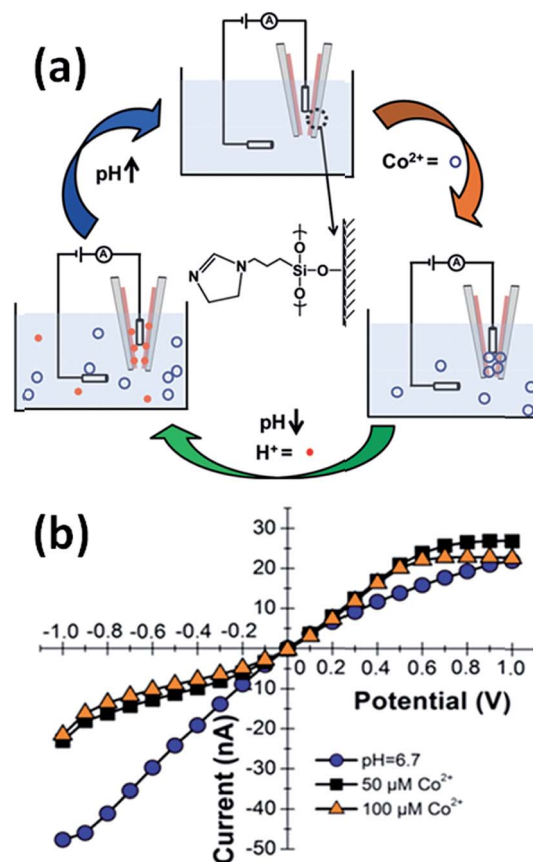 (a)
A
pH↑
Co²⁺=
N
N
O
Si
O
O
A
A
pH↓
H⁺=
(b)
30
20
10
-1.0 -0.8 -0.6 -0.4 -0.2
0
0.2 0.4 0.6 0.8 1.0
-10
-20
-30
-40
-50
Potential (V)
Current (nA)
pH=6.7
50 µM Co²⁺
100 µM Co²⁺